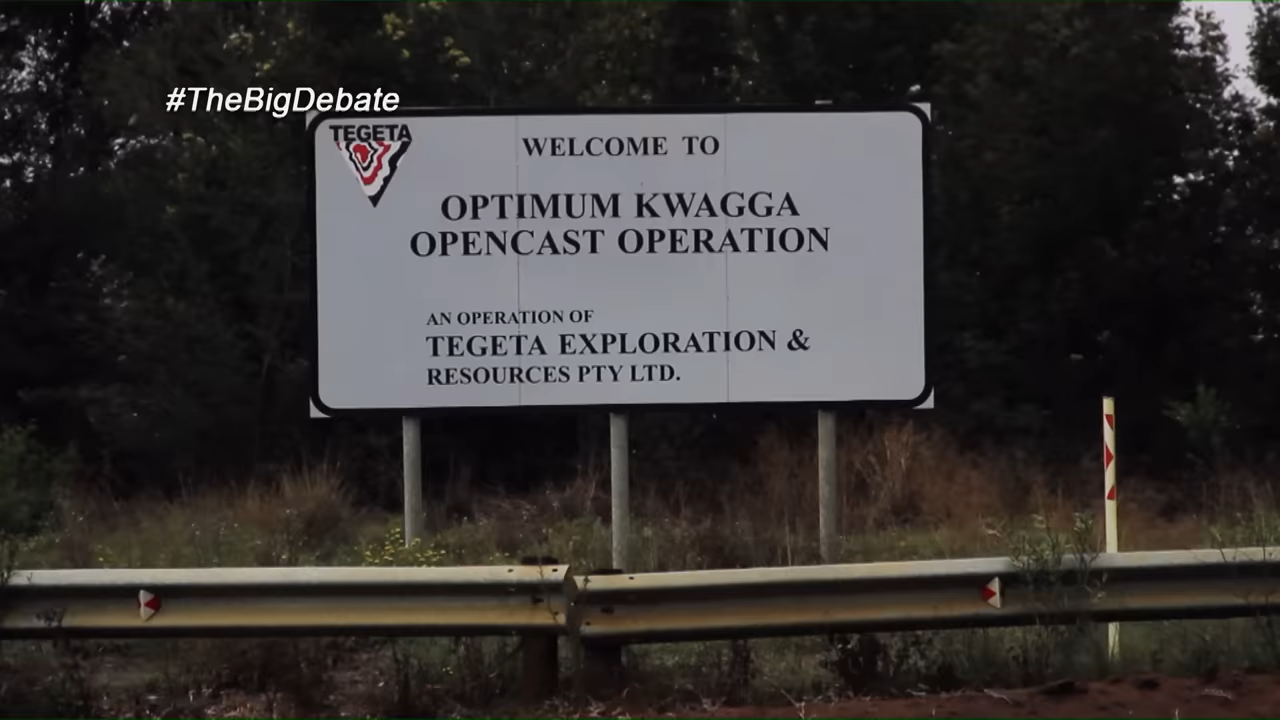 #TheBigDebate
TEGETA
WELCOME TO
OPTIMUM KWAGGA
OPENCAST OPERATION
AN OPERATION OF
TEGETA EXPLORATION &
RESOURCES PTY LTD.